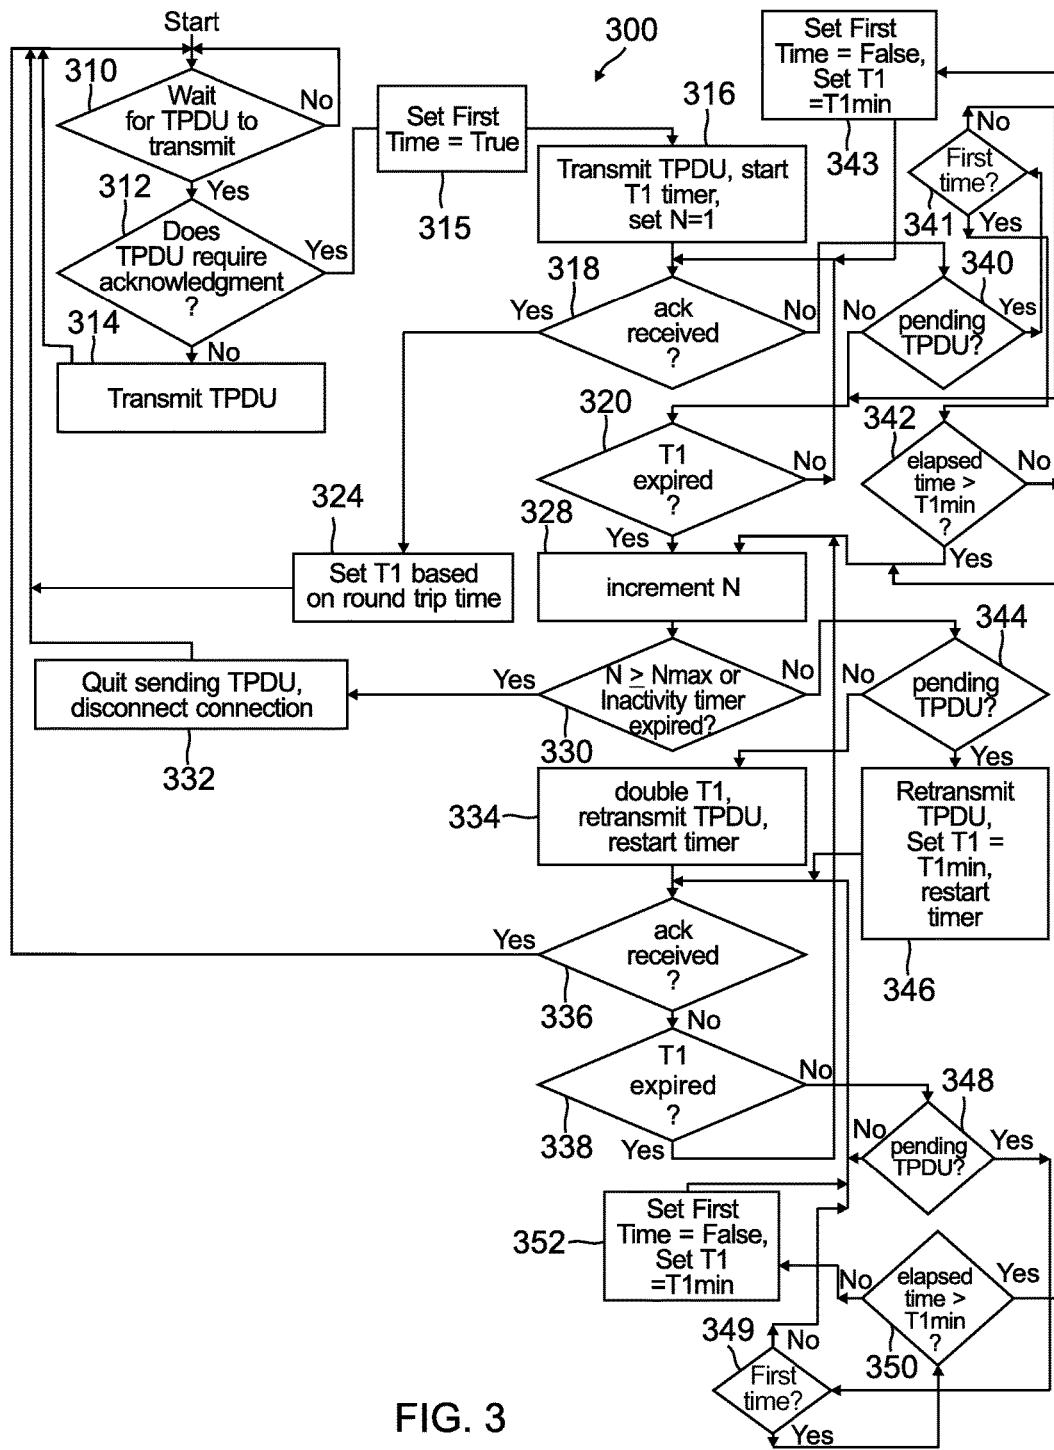 Start
300
310
Wait
for TPDU to
transmit
No
Yes
312
Does
TPDU require
acknowledgment
?
Yes
No
314
Transmit TPDU
Set First
Time = True
315
316
Transmit TPDU, start
T1 timer,
set N=1
Set First
Time = False,
Set T1
=T1min
343
No
First
time?
341
Yes
318
Yes
ack
received
?
No
340
No
pending
TPDU?
Yes
320
T1
expired
?
No
Yes
342
elapsed
time >
T1min
?
No
Yes
324
Set T1 based
on round trip time
328
increment N
330
N ≥ Nmax or
Inactivity timer
expired?
Yes
No
Quit sending TPDU,
disconnect connection
332
344
No
pending
TPDU?
Yes
334
double T1,
retransmit TPDU,
restart timer
Retransmit
TPDU,
Set T1 =
T1min,
restart
timer
346
Yes
ack
received
?
336
No
T1
expired
?
338
No
Yes
348
No
pending
TPDU?
Yes
352
Set First
Time = False,
Set T1
=T1min
No
elapsed
time >
T1min
?
Yes
350
349
No
First
time?
Yes
FIG. 3